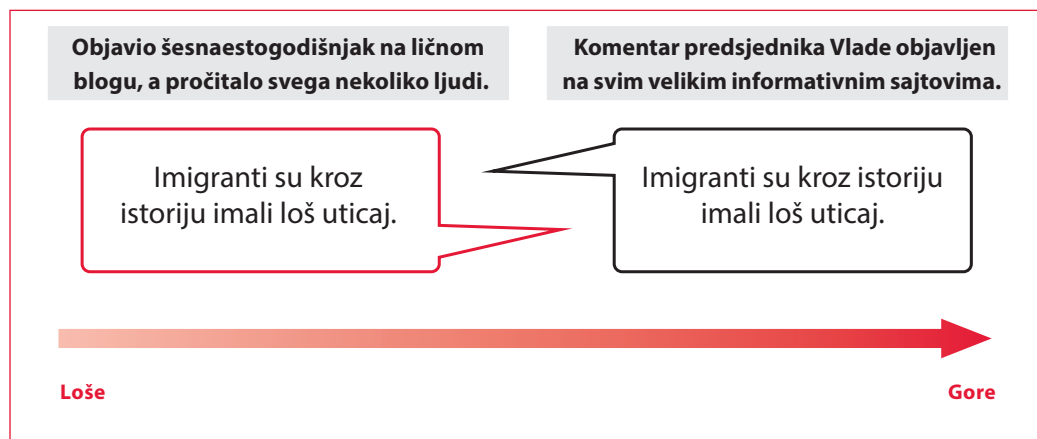 Objavio šesnaestogodišnjak na ličnom
blogu, a pročitalo svega nekoliko ljudi.
Komentar predsjednika Vlade objavljen
na svim velikim informativnim sajtovima.
Imigranti su kroz
istoriju imali loš uticaj.
Imigranti su kroz istoriju
imali loš uticaj.
Loše
Gore